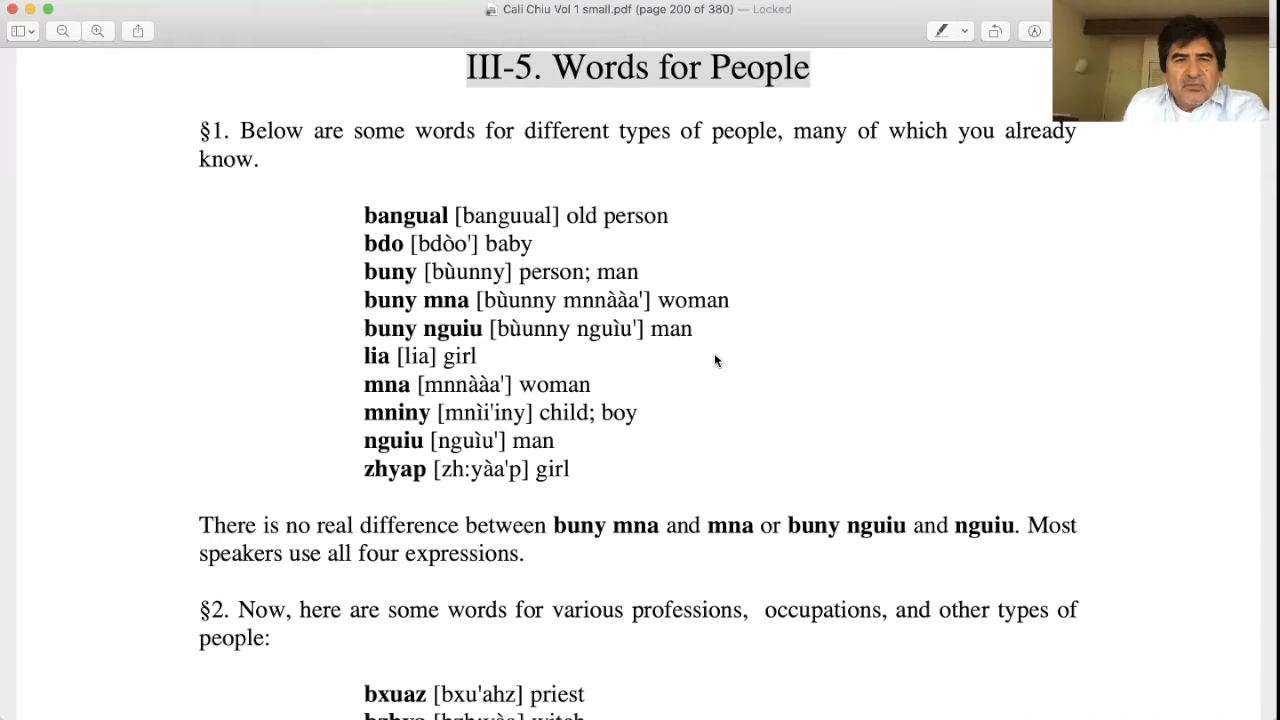 Cali Chiu Vol 1 small.pdf (page 200 of 380) — Locked
III-5. Words for People
§1. Below are some words for different types of people, many of which you already
know.
bangual [banguual] old person
bdo [bdòo'] baby
buny [bùunny] person; man
buny mna [bùunny mnnààa'] woman
buny nguiu [bùunny nguìu'] man
lia [lia] girl
mna [mnnààa'] woman
mniny [mnìi'iny] child; boy
nguiu [nguìu'] man
zhyap [zh:yàa'p] girl
There is no real difference between buny mna and mna or buny nguiu and nguiu. Most
speakers use all four expressions.
§2. Now, here are some words for various professions, occupations, and other types of
people:
bxuaz [bxu'ahz] priest